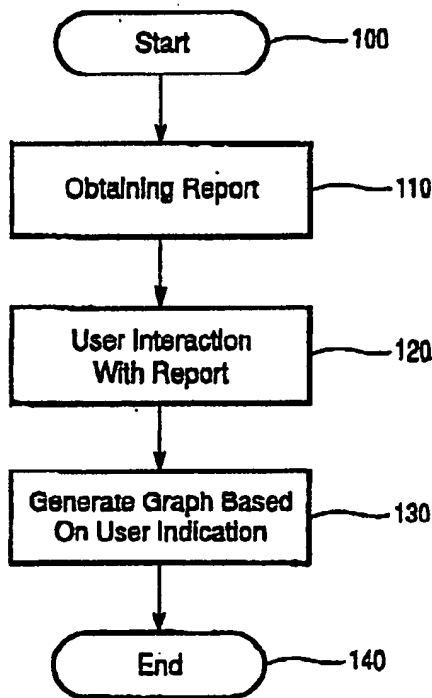 Start
100
Obtaining Report
110
User Interaction
With Report
120
Generate Graph Based
On User Indication
130
End
140